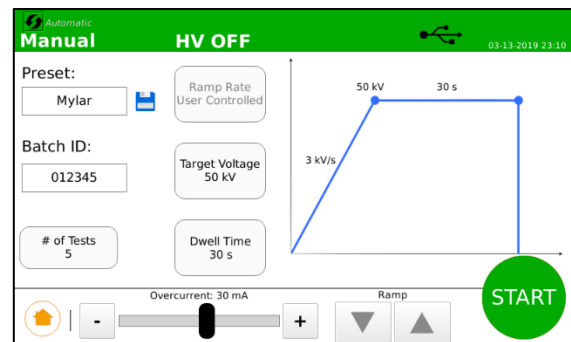 Automatic
Manual
HV OFF
03-13-2019 23:10
Preset:
Mylar
Ramp Rate
User Controlled
50 kV
30 s
Batch ID:
012345
Target Voltage
50 kV
3 kV/s
# of Tests
5
Dwell Time
30 s
Overcurrent: 30 mA
Ramp
-
+
START